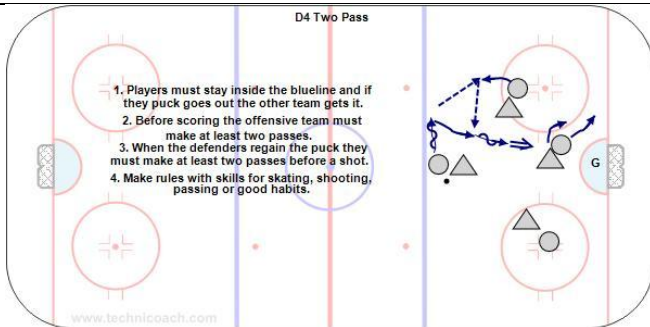 D4 Two Pass
1. Players must stay inside the blueline and if
they puck goes out the other team gets it.
2. Before scoring the offensive team must
make at least two passes.
3. When the defenders regain the puck they
must make at least two passes before a shot.
4. Make rules with skills for skating, shooting,
passing or good habits.
G
www.technicoach.com